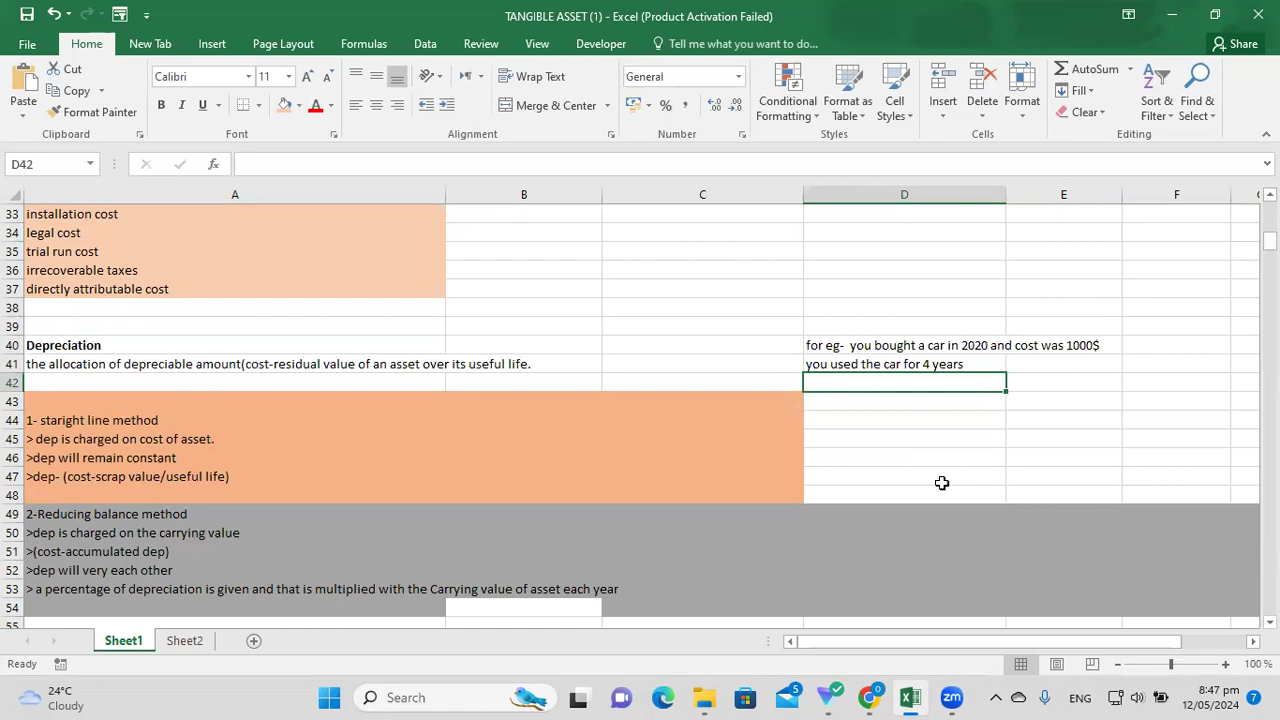 TANGIBLE ASSET (1) - Excel (Product Activation Failed)
File Home New Tab Insert Page Layout Formulas Data Review View Developer Tell me what you want to do... Share
Paste Cut Copy Format Painter
Calibri 11
B I U A
Wrap Text
Merge & Center
General
% , 
Conditional Formatting Format as Table Cell Styles
Insert Delete Format
AutoSum Fill Clear
Sort & Filter Find & Select
Clipboard Font Alignment Number Styles Cells Editing
D42 fx
A B C D E F
33 installation cost
34 legal cost
35 trial run cost
36 irrecoverable taxes
37 directly attributable cost
38
39
40 Depreciation for eg- you bought a car in 2020 and cost was 1000$
41 the allocation of depreciable amount(cost-residual value of an asset over its useful life. you used the car for 4 years
42
43
44 1- staright line method
45 > dep is charged on cost of asset.
46 >dep will remain constant
47 >dep- (cost-scrap value/useful life)
48
49 2-Reducing balance method
50 >dep is charged on the carrying value
51 >(cost-accumulated dep)
52 >dep will very each other
53 > a percentage of depreciation is given and that is multiplied with the Carrying value of asset each year
54
55
Sheet1 Sheet2
Ready 100 %
24°C
Cloudy
Search
5
0
ENG
8:47 pm
12/05/2024
7